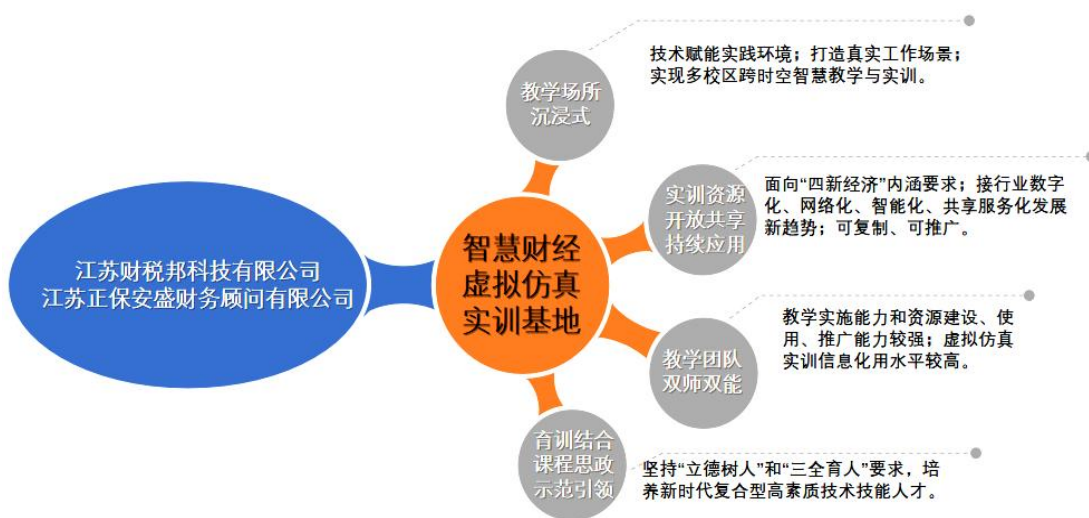 江苏财税邦科技有限公司
江苏正保安盛财务顾问有限公司
智慧财经
虚拟仿真
实训基地
教学场所
沉浸式
技术赋能实践环境；打造真实工作场景；
实现多校区跨时空智慧教学与实训。
实训资源
开放共享
持续应用
面向“四新经济”内涵要求；接行业数字
化、网络化、智能化、共享服务化发展
新趋势；可复制、可推广。
教学团队
双师双能
教学实施能力和资源建设、使
用、推广能力较强；虚拟仿真
实训信息化用水平较高。
育训结合
课程思政
示范引领
坚持“立德树人”和“三全育人”要求，培
养新时代复合型高素质技术技能人才。